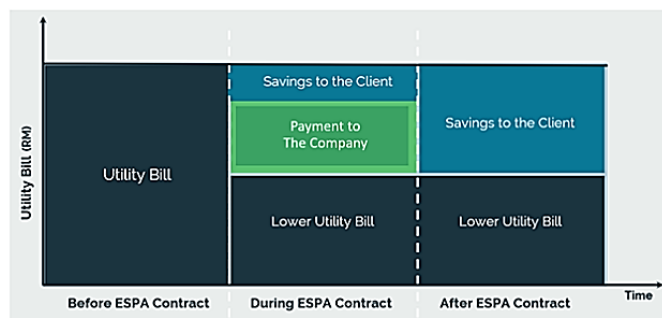 Utility Bill (RM)
Utility Bill
Savings to the Client
Payment to
The Company
Lower Utility Bill
Savings to the Client
Lower Utility Bill
Time
Before ESPA Contract
During ESPA Contract
After ESPA Contract